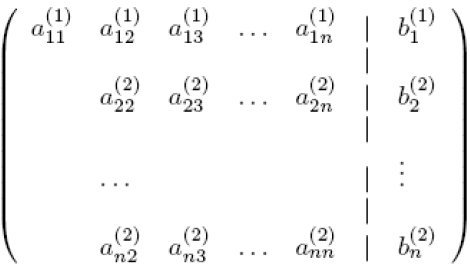 a_{11}^{(1)} a_{12}^{(1)} a_{13}^{(1)} … a_{1n}^{(1)} | b_1^{(1)}
|
a_{22}^{(2)} a_{23}^{(2)} … a_{2n}^{(2)} | b_2^{(2)}
|
… | ⋮
|
a_{n2}^{(2)} a_{n3}^{(2)} … a_{nn}^{(2)} | b_n^{(2)}